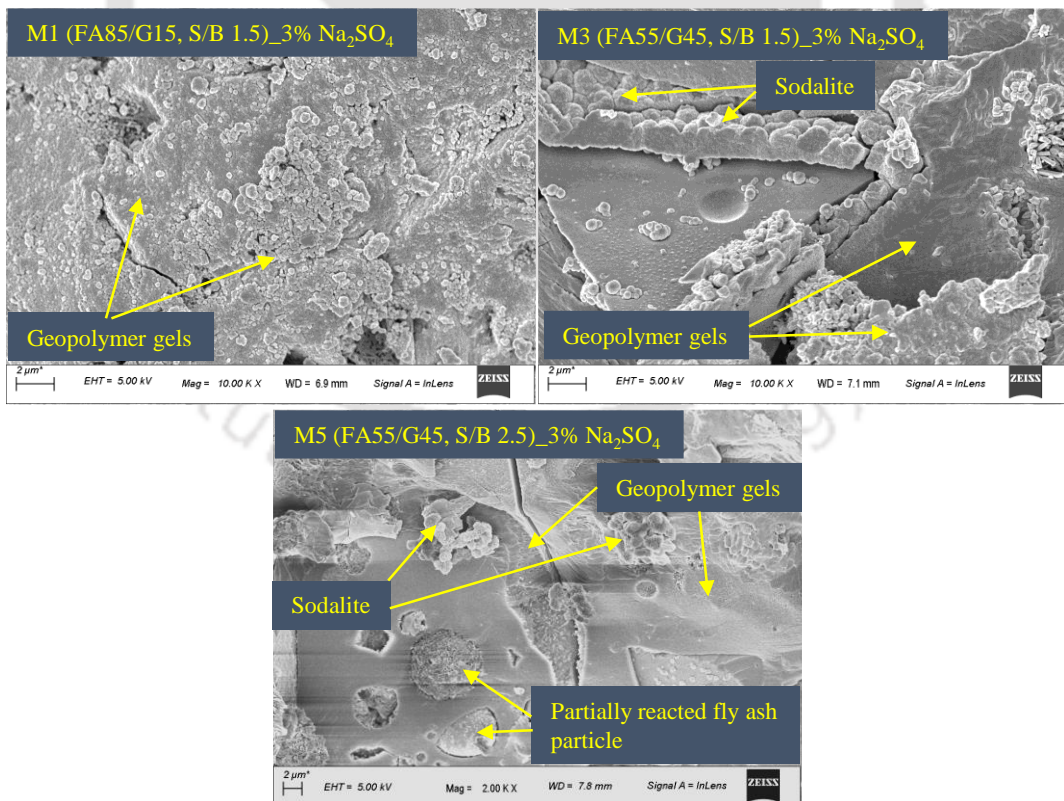 M1 (FA85/G15, S/B 1.5)_3% Na₂SO₄
Geopolymer gels
2 µm*
EHT = 5.00 kV
Mag = 10.00 K X
WD = 6.9 mm
Signal A = InLens
ZEISS
M3 (FA55/G45, S/B 1.5)_3% Na₂SO₄
Sodalite
Geopolymer gels
2 µm*
EHT = 5.00 kV
Mag = 10.00 K X
WD = 7.1 mm
Signal A = InLens
ZEISS
M5 (FA55/G45, S/B 2.5)_3% Na₂SO₄
Geopolymer gels
Sodalite
Partially reacted fly ash
particle
2 µm*
EHT = 5.00 kV
Mag = 2.00 K X
WD = 7.8 mm
Signal A = InLens
ZEISS